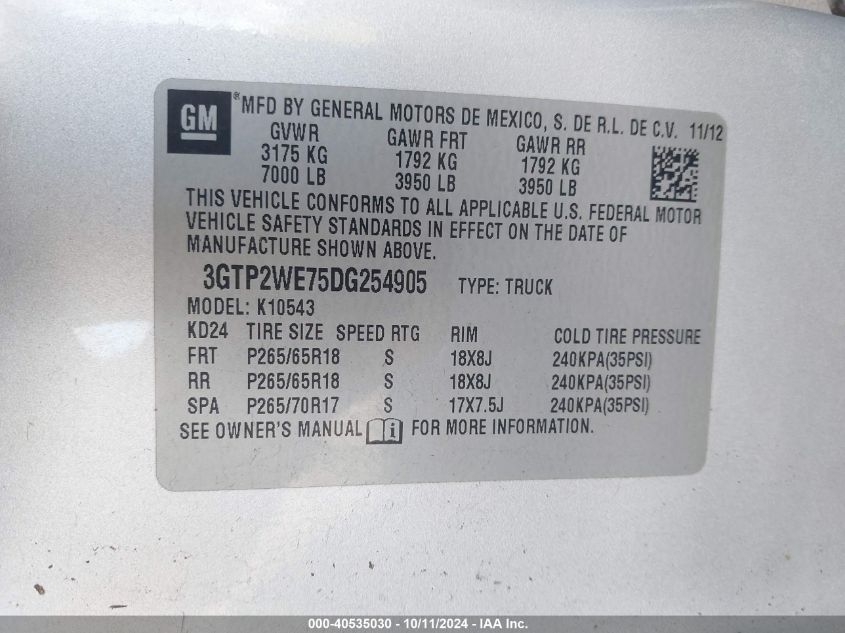 GM
*MFD BY GENERAL MOTORS DE MEXICO, S. DE R.L. DE C.V. 11/12
GVWR GAWR FRT GAWR RR
3175 KG 1792 KG 1792 KG
7000 LB 3950 LB 3950 LB
THIS VEHICLE CONFORMS TO ALL APPLICABLE U.S. FEDERAL MOTOR
VEHICLE SAFETY STANDARDS IN EFFECT ON THE DATE OF
MANUFACTURE SHOWN ABOVE.
3GTP2WE75DG254905 TYPE: TRUCK
MODEL: K10543
KD24 TIRE SIZE SPEED RTG RIM COLD TIRE PRESSURE
FRT P265/65R18 S 18X8J 240KPA(35PSI)
RR P265/65R18 S 18X8J 240KPA(35PSI)
SPA P265/70R17 S 17X7.5J 240KPA(35PSI)
SEE OWNER'S MANUAL i FOR MORE INFORMATION.
000-40535030 - 10/11/2024 - IAA Inc.